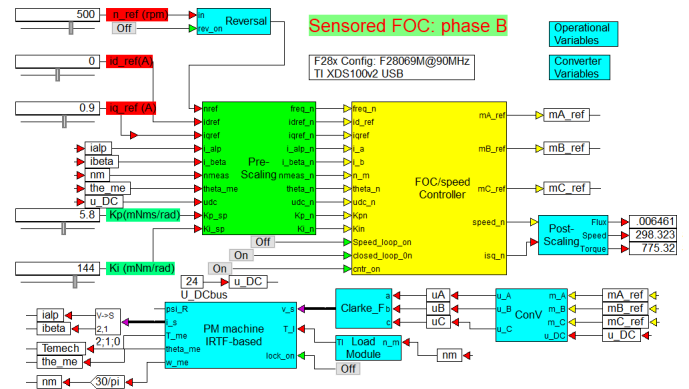 500
n_ref (rpm)
in
Reversal
Off
rev_on
Sensored FOC: phase B
Operational
Variables
0
id_ref(A)
F28x Config: F28069M@90MHz
TI XDS100v2 USB
Converter
Variables
0.9
iq_ref (A)
nref
freq_n
freq_n
mA_ref
mA_ref
idref
idref_n
id_ref
iqref
iqref_n
iqref
ialp
i_alp
i_alp_n
i_a
ibeta
i_beta
Pre-
Scaling
i_beta_n
i_b
mB_ref
mB_ref
nm
nmeas
nmeas_n
n_m
the_me
theta_me
theta_n
theta_n
FOC/speed
Controller
mC_ref
mC_ref
u_DC
udc
udc_n
udc_n
5.8
Kp(mNms/rad)
Kp_sp
Kp_n
Kpn
speed_n
Post-
Scaling
Flux
006461
Ki_sp
Ki_n
Kin
Speed
298.323
Off
Speed_loop_0n
isq_n
Torque
775.32
On
closed_loop_0n
144
Ki (mNm/rad)
On
cntr_on
24
u_DC
U_DCbus
ialp
V->S
psi_R
v_s
a
uA
u_A
m_A
mA_ref
ibeta
2,1
i_s
Clarke_F
b
uB
u_B
ConV
m_B
mB_ref
2;1;0
T_me
PM machine
IRTF-based
T_l
c
uC
u_C
m_C
mC_ref
u_DC
u_DC
Temech
theta_me
Tl
Load
Module
n_m
the_me
w_me
lock_on
nm
nm
30/pi
Off